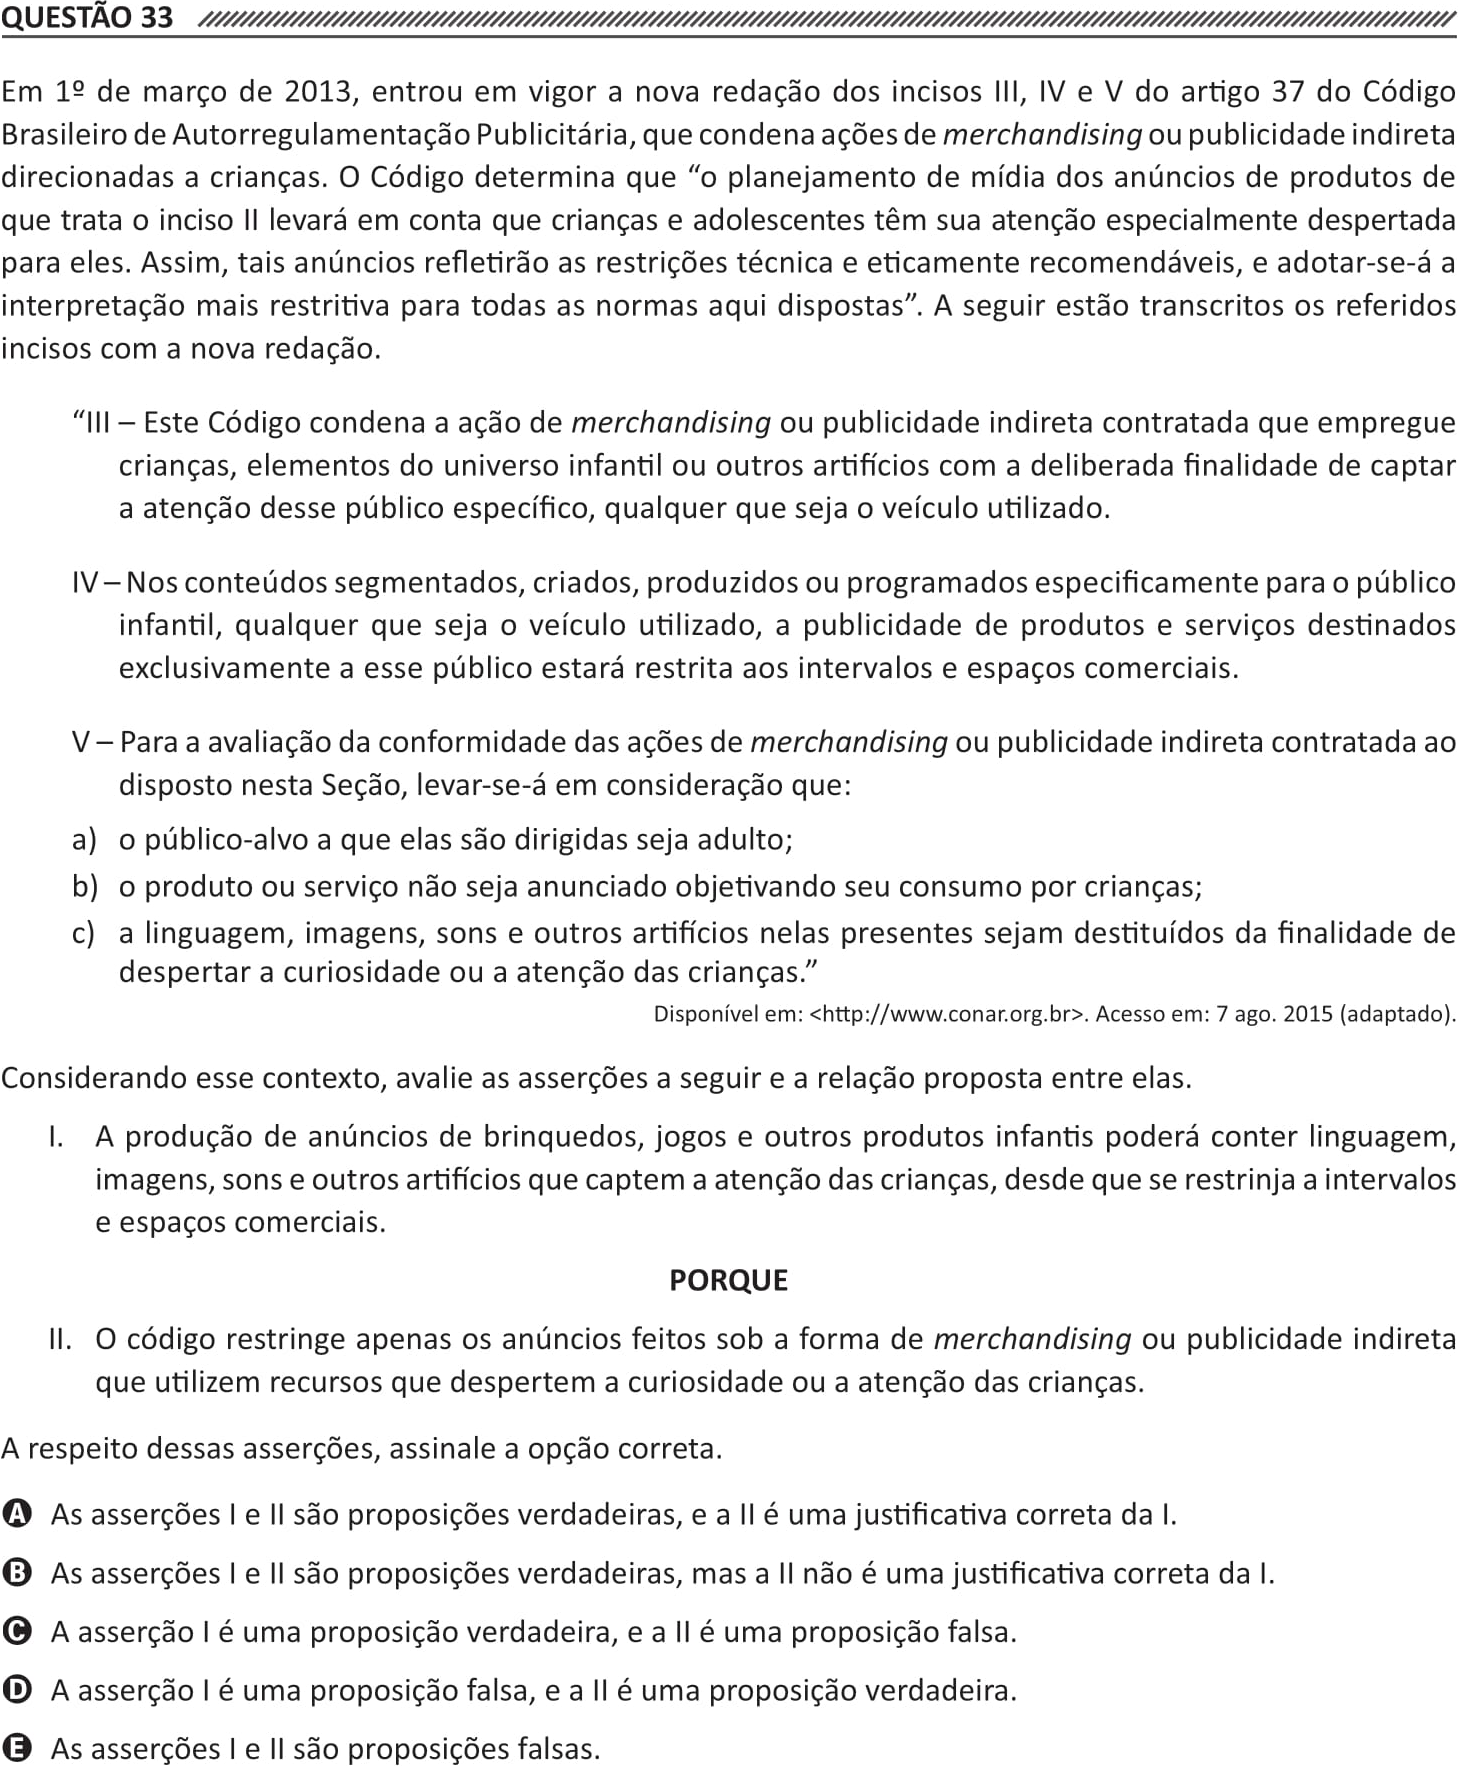 QUESTÃO 33
Em 1º de março de 2013, entrou em vigor a nova redação dos incisos III, IV e V do artigo 37 do Código
Brasileiro de Autorregulamentação Publicitária, que condena ações de merchandising ou publicidade indireta
direcionadas a crianças. O Código determina que “o planejamento de mídia dos anúncios de produtos de
que trata o inciso II levará em conta que crianças e adolescentes têm sua atenção especialmente despertada
para eles. Assim, tais anúncios refletirão as restrições técnica e eticamente recomendáveis, e adotar-se-á a
interpretação mais restritiva para todas as normas aqui dispostas”. A seguir estão transcritos os referidos
incisos com a nova redação.
“III – Este Código condena a ação de merchandising ou publicidade indireta contratada que empregue
crianças, elementos do universo infantil ou outros artifícios com a deliberada finalidade de captar
a atenção desse público específico, qualquer que seja o veículo utilizado.
IV – Nos conteúdos segmentados, criados, produzidos ou programados especificamente para o público
infantil, qualquer que seja o veículo utilizado, a publicidade de produtos e serviços destinados
exclusivamente a esse público estará restrita aos intervalos e espaços comerciais.
V – Para a avaliação da conformidade das ações de merchandising ou publicidade indireta contratada ao
disposto nesta Seção, levar-se-á em consideração que:
a) o público-alvo a que elas são dirigidas seja adulto;
b) o produto ou serviço não seja anunciado objetivando seu consumo por crianças;
c) a linguagem, imagens, sons e outros artifícios nelas presentes sejam destituídos da finalidade de
despertar a curiosidade ou a atenção das crianças.”
Disponível em: <http://www.conar.org.br>. Acesso em: 7 ago. 2015 (adaptado).
Considerando esse contexto, avalie as asserções a seguir e a relação proposta entre elas.
I. A produção de anúncios de brinquedos, jogos e outros produtos infantis poderá conter linguagem,
imagens, sons e outros artifícios que captem a atenção das crianças, desde que se restrinja a intervalos
e espaços comerciais.
PORQUE
II. O código restringe apenas os anúncios feitos sob a forma de merchandising ou publicidade indireta
que utilizem recursos que despertem a curiosidade ou a atenção das crianças.
A respeito dessas asserções, assinale a opção correta.
A As asserções I e II são proposições verdadeiras, e a II é uma justificativa correta da I.
B As asserções I e II são proposições verdadeiras, mas a II não é uma justificativa correta da I.
C A asserção I é uma proposição verdadeira, e a II é uma proposição falsa.
D A asserção I é uma proposição falsa, e a II é uma proposição verdadeira.
E As asserções I e II são proposições falsas.